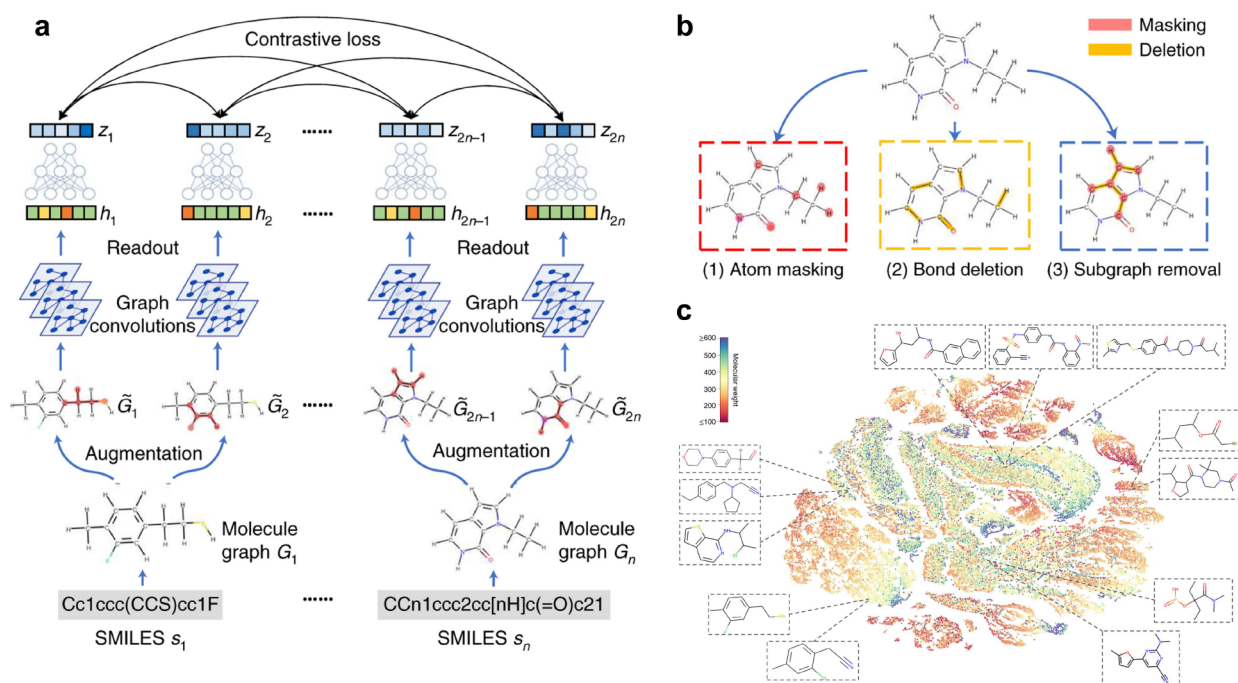 a
Contrastive loss
z1
z2
......
z2n−1
z2n
h1
h2
......
h2n−1
h2n
Readout
Readout
Graph
convolutions
Graph
convolutions
G̃1
G̃2
......
G̃2n−1
G̃2n
Augmentation
Augmentation
Molecule
graph G1
Molecule
graph Gn
Cc1ccc(CCS)cc1F
......
CCn1ccc2cc[nH]c(=O)c21
SMILES s1
SMILES sn
b
Masking
Deletion
(1) Atom masking
(2) Bond deletion
(3) Subgraph removal
c
≥600
500
400
300
200
≤100
Molecular weight